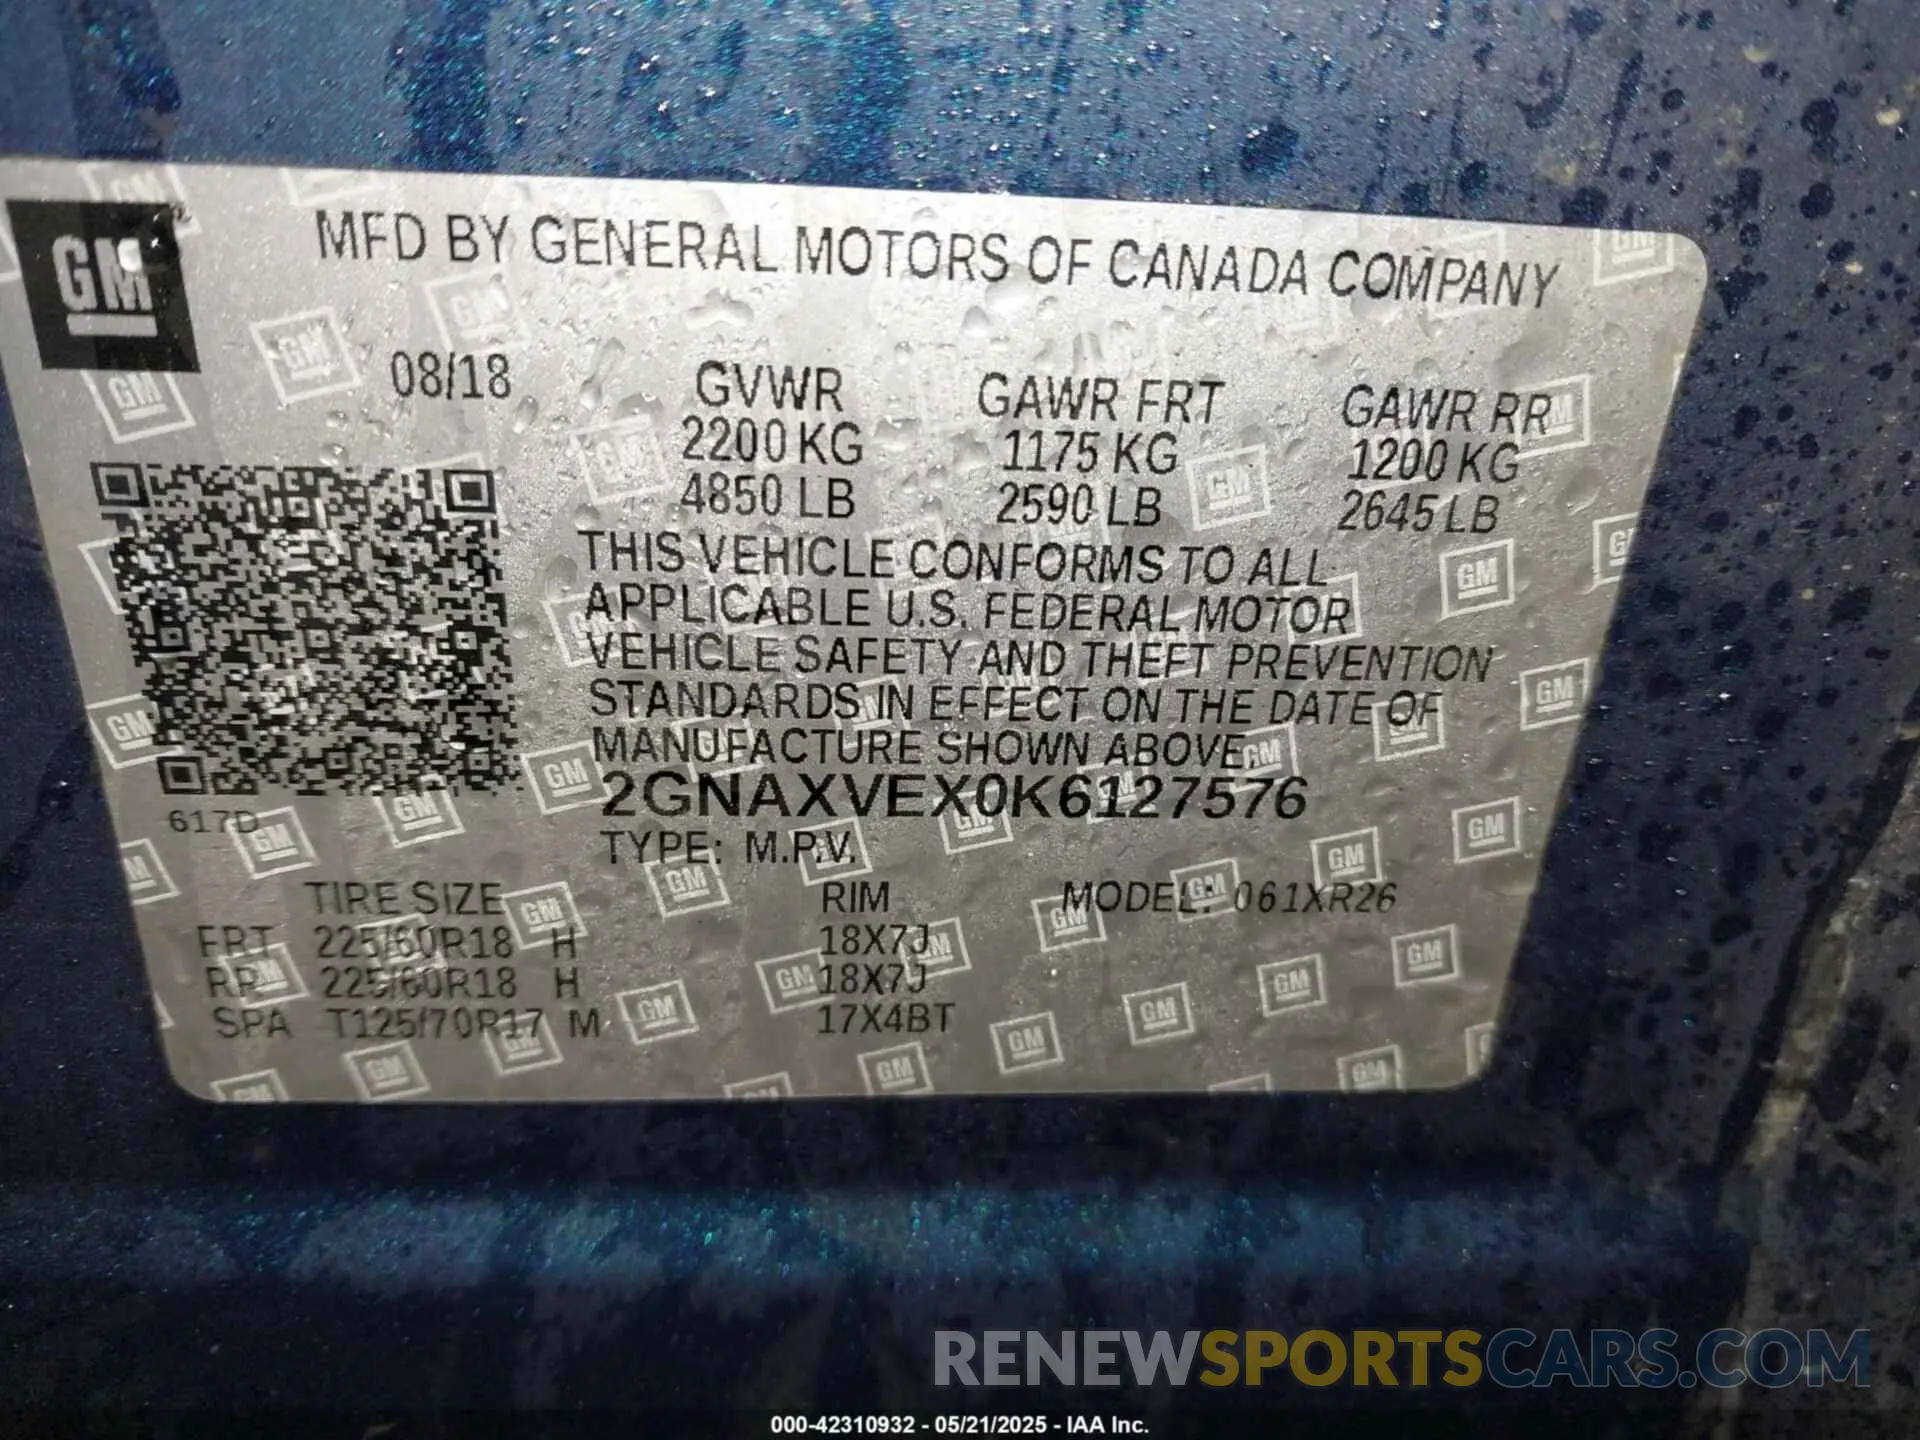 GM
MFD BY GENERAL MOTORS OF CANADA COMPANY
08/18
GVWR GAWR FRT GAWR RR
2200 KG 1175 KG 1200 KG
4850 LB 2590 LB 2645 LB
THIS VEHICLE CONFORMS TO ALL
APPLICABLE U.S. FEDERAL MOTOR
VEHICLE SAFETY AND THEFT PREVENTION
STANDARDS IN EFFECT ON THE DATE OF
MANUFACTURE SHOWN ABOVE.
2GNAXVEX0K6127576
617D
TYPE: M.P.V.
TIRE SIZE RIM MODEL: 061XR26
FRT 225/60R18 H 18X7J
RR 225/60R18 H 18X7J
SPA T125/70R17 M 17X4BT
RENEWSPORTSCARS.COM
000-42310932 - 05/21/2025 - IAA Inc.